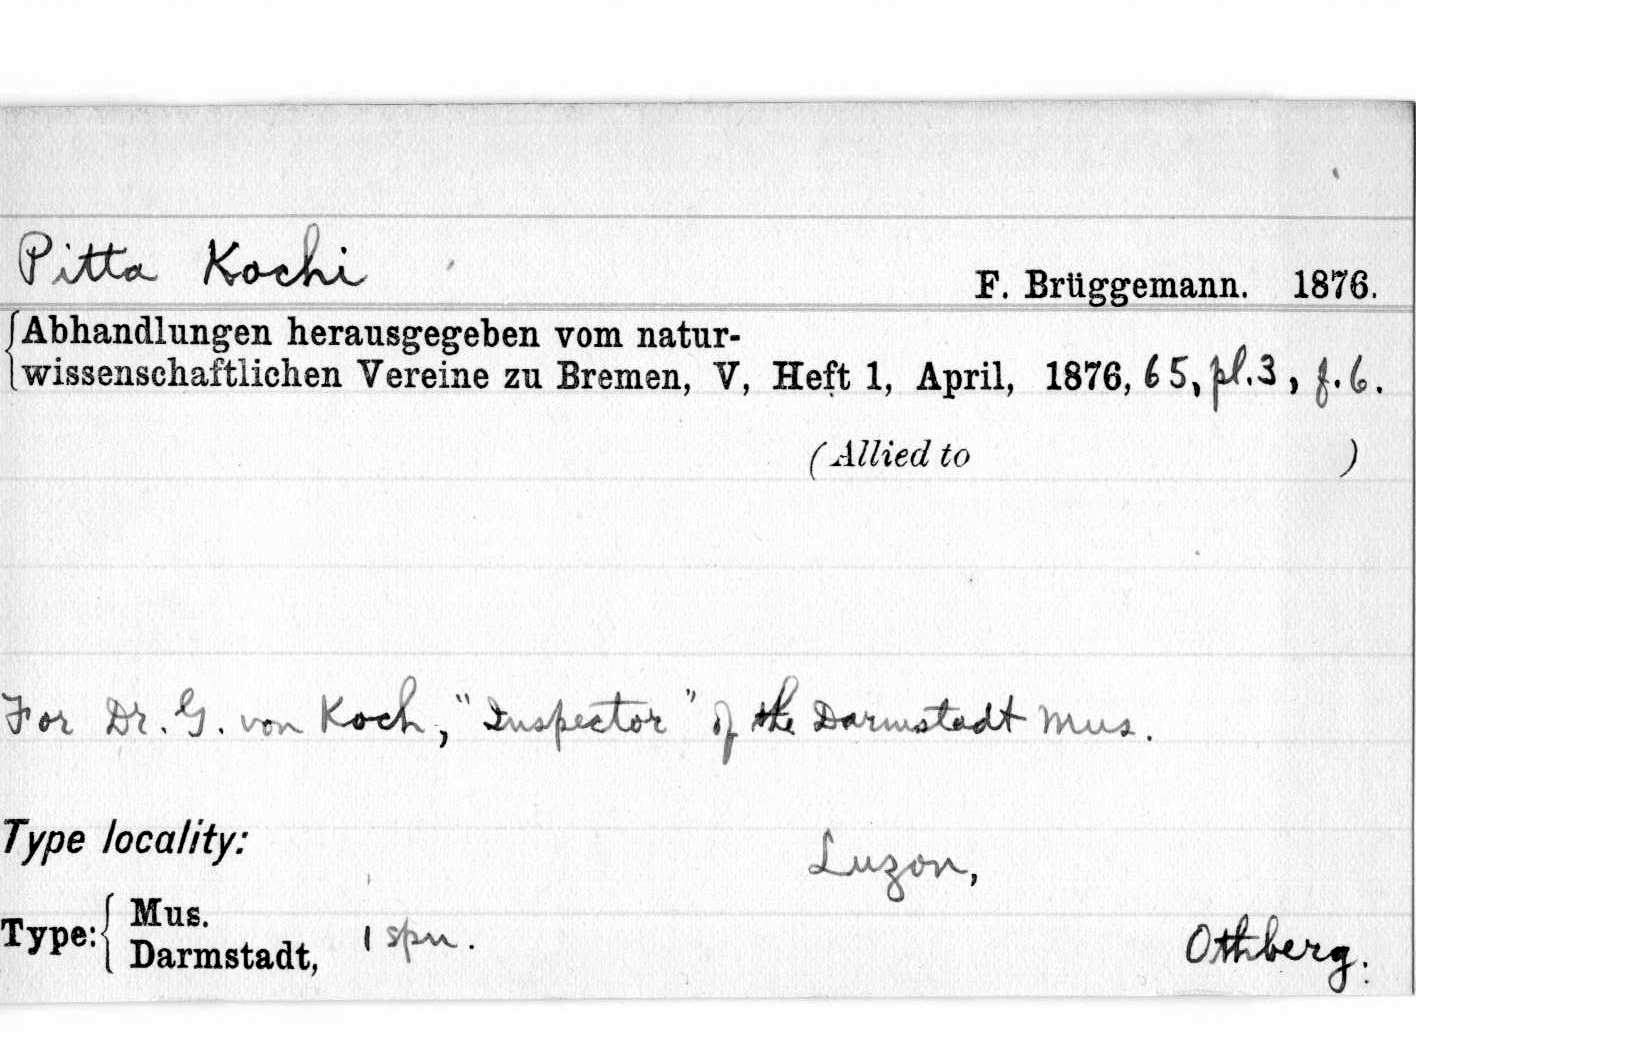 Pitta Kochi
F. Brüggemann. 1876.
Abhandlungen herausgegeben vom natur-
wissenschaftlichen Vereine zu Bremen, V, Heft 1, April, 1876, 65, pl.3, f.6.
(Allied to )
For Dr. G. von Koch, "Inspector" of the Darmstadt Mus.
Type locality:
Luzon,
Type: Mus.
Darmstadt, 1 spn.
Othberg.